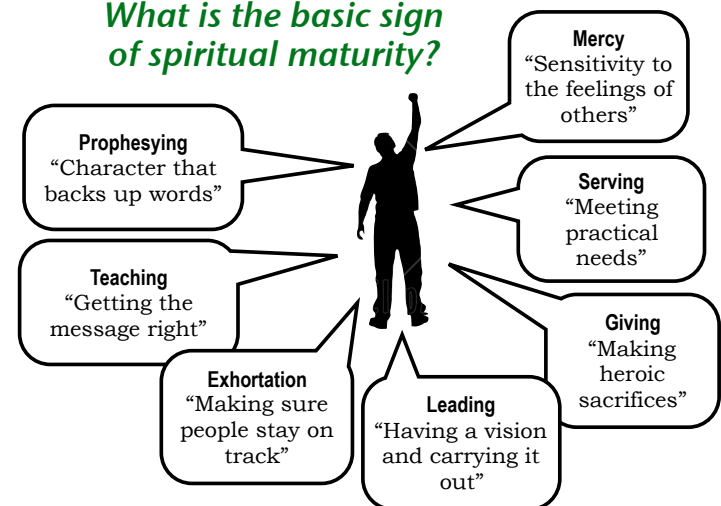 What is the basic sign
of spiritual maturity?
Mercy
“Sensitivity to
the feelings of
others”
Prophesying
“Character that
backs up words”
Serving
“Meeting
practical
needs”
Teaching
“Getting the
message right”
Giving
“Making
heroic
sacrifices”
Exhortation
“Making sure
people stay on
track”
Leading
“Having a vision
and carrying it
out”